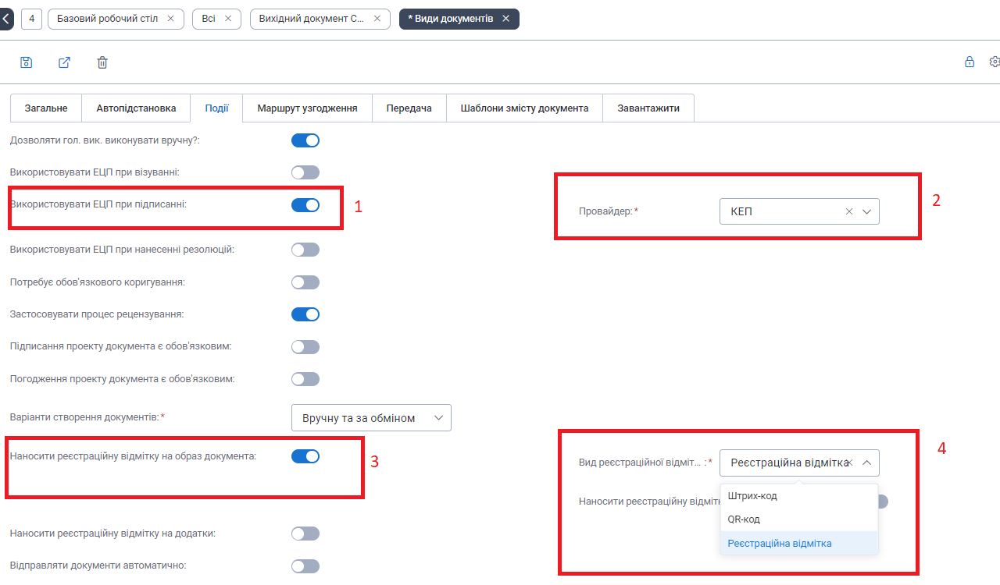 4
Базовий робочий стіл
Всі
Вихідний документ С...
* Види документів
Загальне
Автопідстановка
Події
Маршрут узгодження
Передача
Шаблони змісту документа
Завантажити
Дозволяти гол. вик. виконувати вручну?:
Використовувати ЕЦП при візуванні:
Використовувати ЕЦП при підписанні:
1
Провайдер:*
КЕП
2
Використовувати ЕЦП при нанесенні резолюцій:
Потребує обов'язкового коригування:
Застосовувати процес рецензування:
Підписання проекту документа є обов'язковим:
Погодження проекту документа є обов'язковим:
Варіанти створення документів:*
Вручну та за обміном
Наносити реєстраційну відмітку на образ документа:
3
Вид реєстраційної відміт... :*
Реєстраційна відмітка
4
Штрих-код
QR-код
Реєстраційна відмітка
Наносити реєстраційну
Наносити реєстраційну відмітку на додатки:
Відправляти документи автоматично: